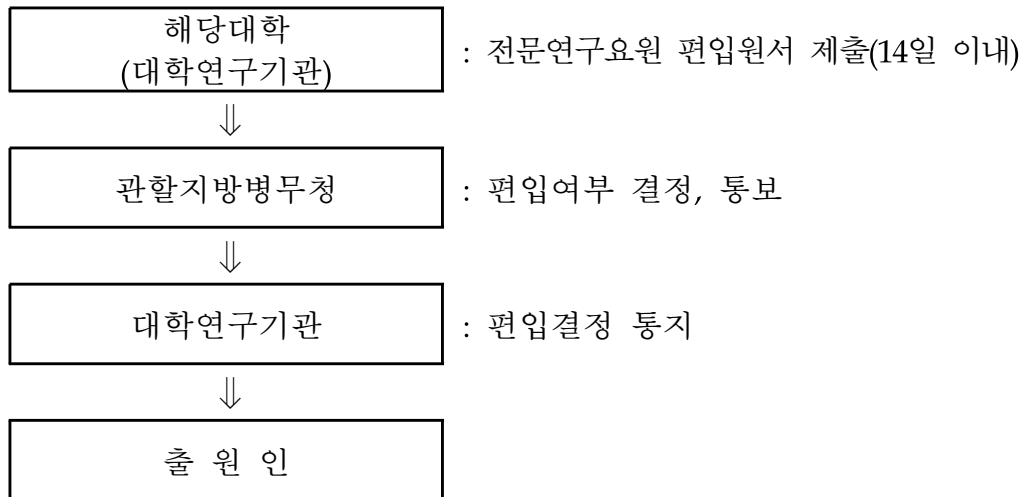 해당대학
(대학연구기관)
: 전문연구요원 편입원서 제출(14일 이내)
⇓
관할지방병무청
: 편입여부 결정, 통보
⇓
대학연구기관
: 편입결정 통지
⇓
출 원 인